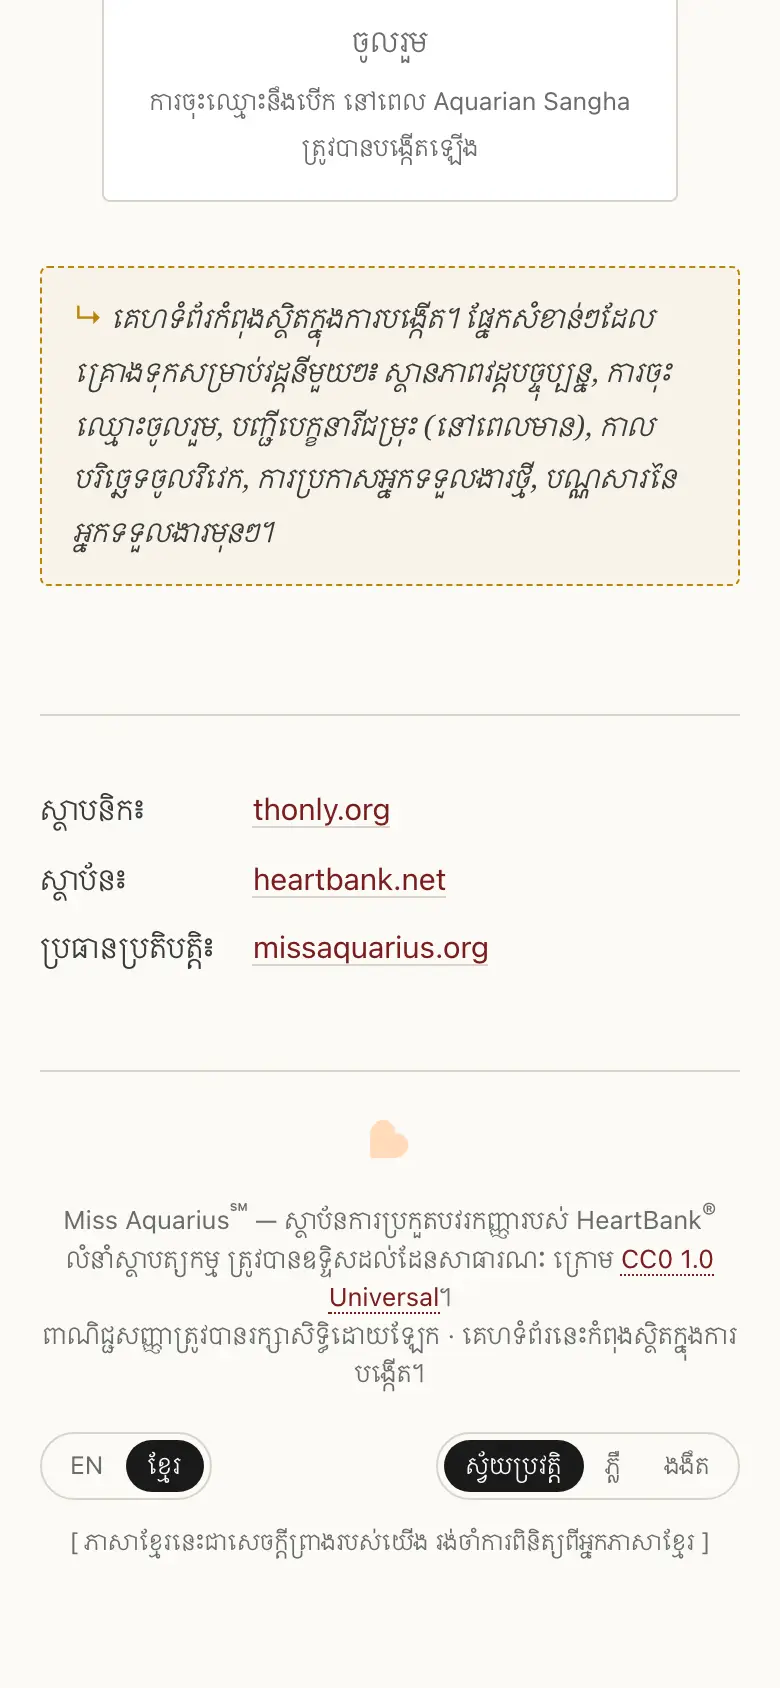 ចូលរួម
ការចុះឈ្មោះនឹងបើក នៅពេល Aquarian Sangha
ត្រូវបានបង្កើតឡើង
↳ គេហទំព័រកំពុងស្ថិតក្នុងការបង្កើត។ ផ្នែកសំខាន់ៗដែល
គ្រោងទុកសម្រាប់វដ្តនីមួយៗ៖ ស្ថានភាពវដ្តបច្ចុប្បន្ន, ការចុះ
ឈ្មោះចូលរួម, បញ្ជីបេក្ខនារីជម្រុះ (នៅពេលមាន), កាល
បរិច្ឆេទចូលវិវេក, ការប្រកាសអ្នកទទួលងារថ្មី, បណ្ណសារនៃ
អ្នកទទួលងារមុនៗ។
ស្ថាបនិក៖ thonly.org
ស្ថាប័ន៖ heartbank.net
ប្រធានប្រតិបត្តិ៖ missaquarius.org
Miss Aquarius℠ — ស្ថាប័នការប្រកួតបវរកញ្ញារបស់ HeartBank®
លំនាំស្ថាបត្យកម្ម ត្រូវបានឧទ្ទិសដល់ដែនសាធារណៈ ក្រោម CC0 1.0
Universal។
ពាណិជ្ជសញ្ញាត្រូវបានរក្សាសិទ្ធិដោយឡែក · គេហទំព័រនេះកំពុងស្ថិតក្នុងការ
បង្កើត។
EN ខ្មែរ ស្វ័យប្រវត្តិ ភ្លឺ ងងឹត
[ ភាសាខ្មែរនេះជាសេចក្តីព្រាងរបស់យើង រង់ចាំការពិនិត្យពីអ្នកភាសាខ្មែរ ]